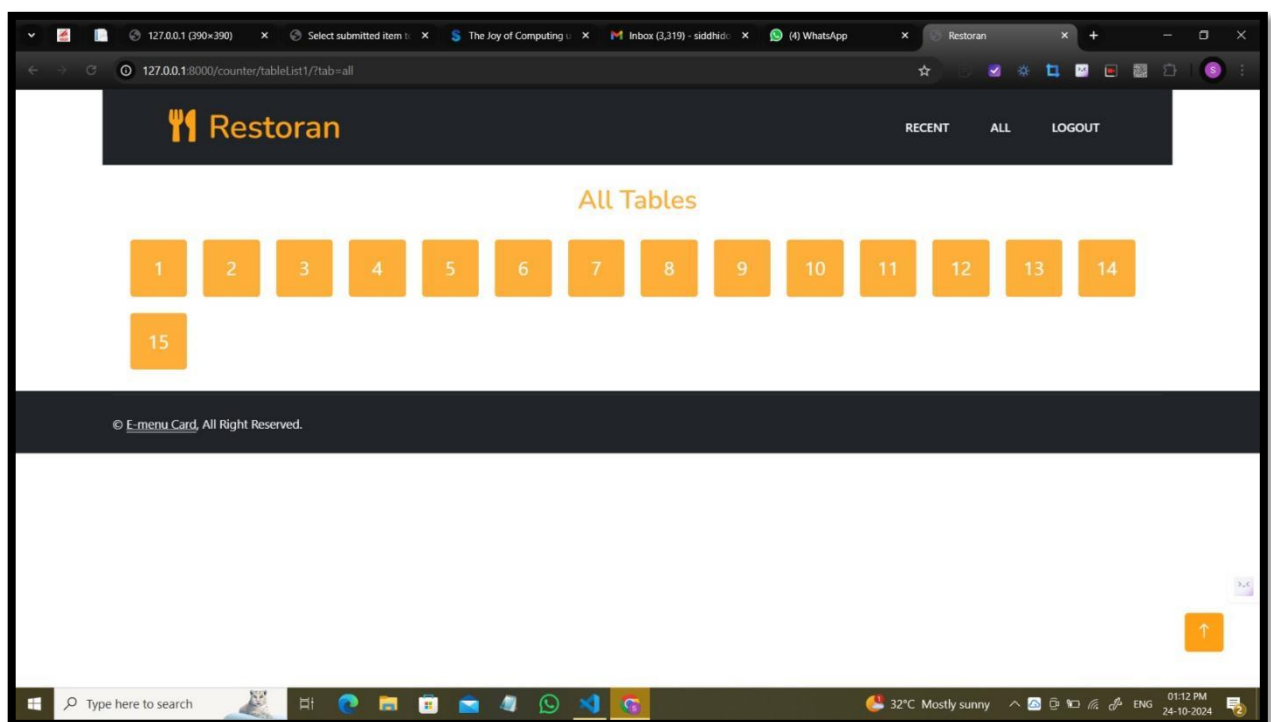 127.0.0.1 (390×390)
Select submitted item t
The Joy of Computing u
Inbox (3,319) - siddhido
(4) WhatsApp
Restoran
127.0.0.1:8000/counter/tableList1/?tab=all
Restoran
RECENT ALL LOGOUT
All Tables
1 2 3 4 5 6 7 8 9 10 11 12 13 14
15
© E-menu Card, All Right Reserved.
Type here to search
32°C Mostly sunny
ENG
01:12 PM
24-10-2024
2